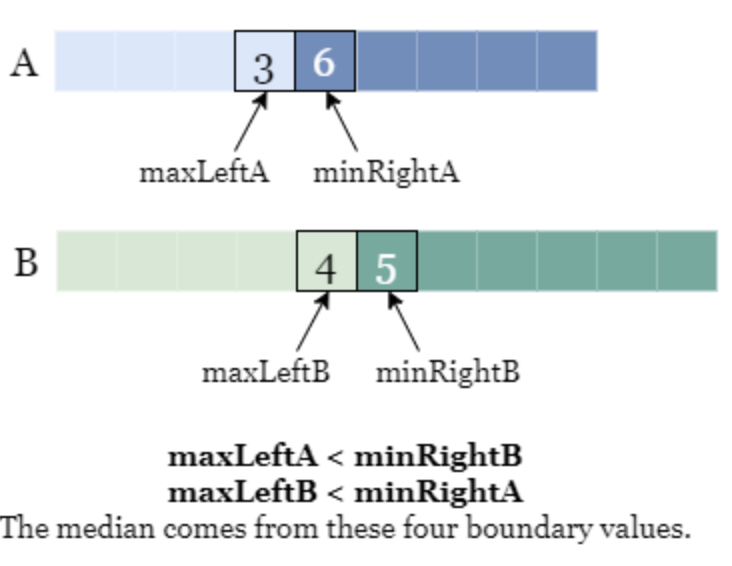 A 3 6
maxLeftA minRightA
B 4 5
maxLeftB minRightB
maxLeftA < minRightB
maxLeftB < minRightA
The median comes from these four boundary values.